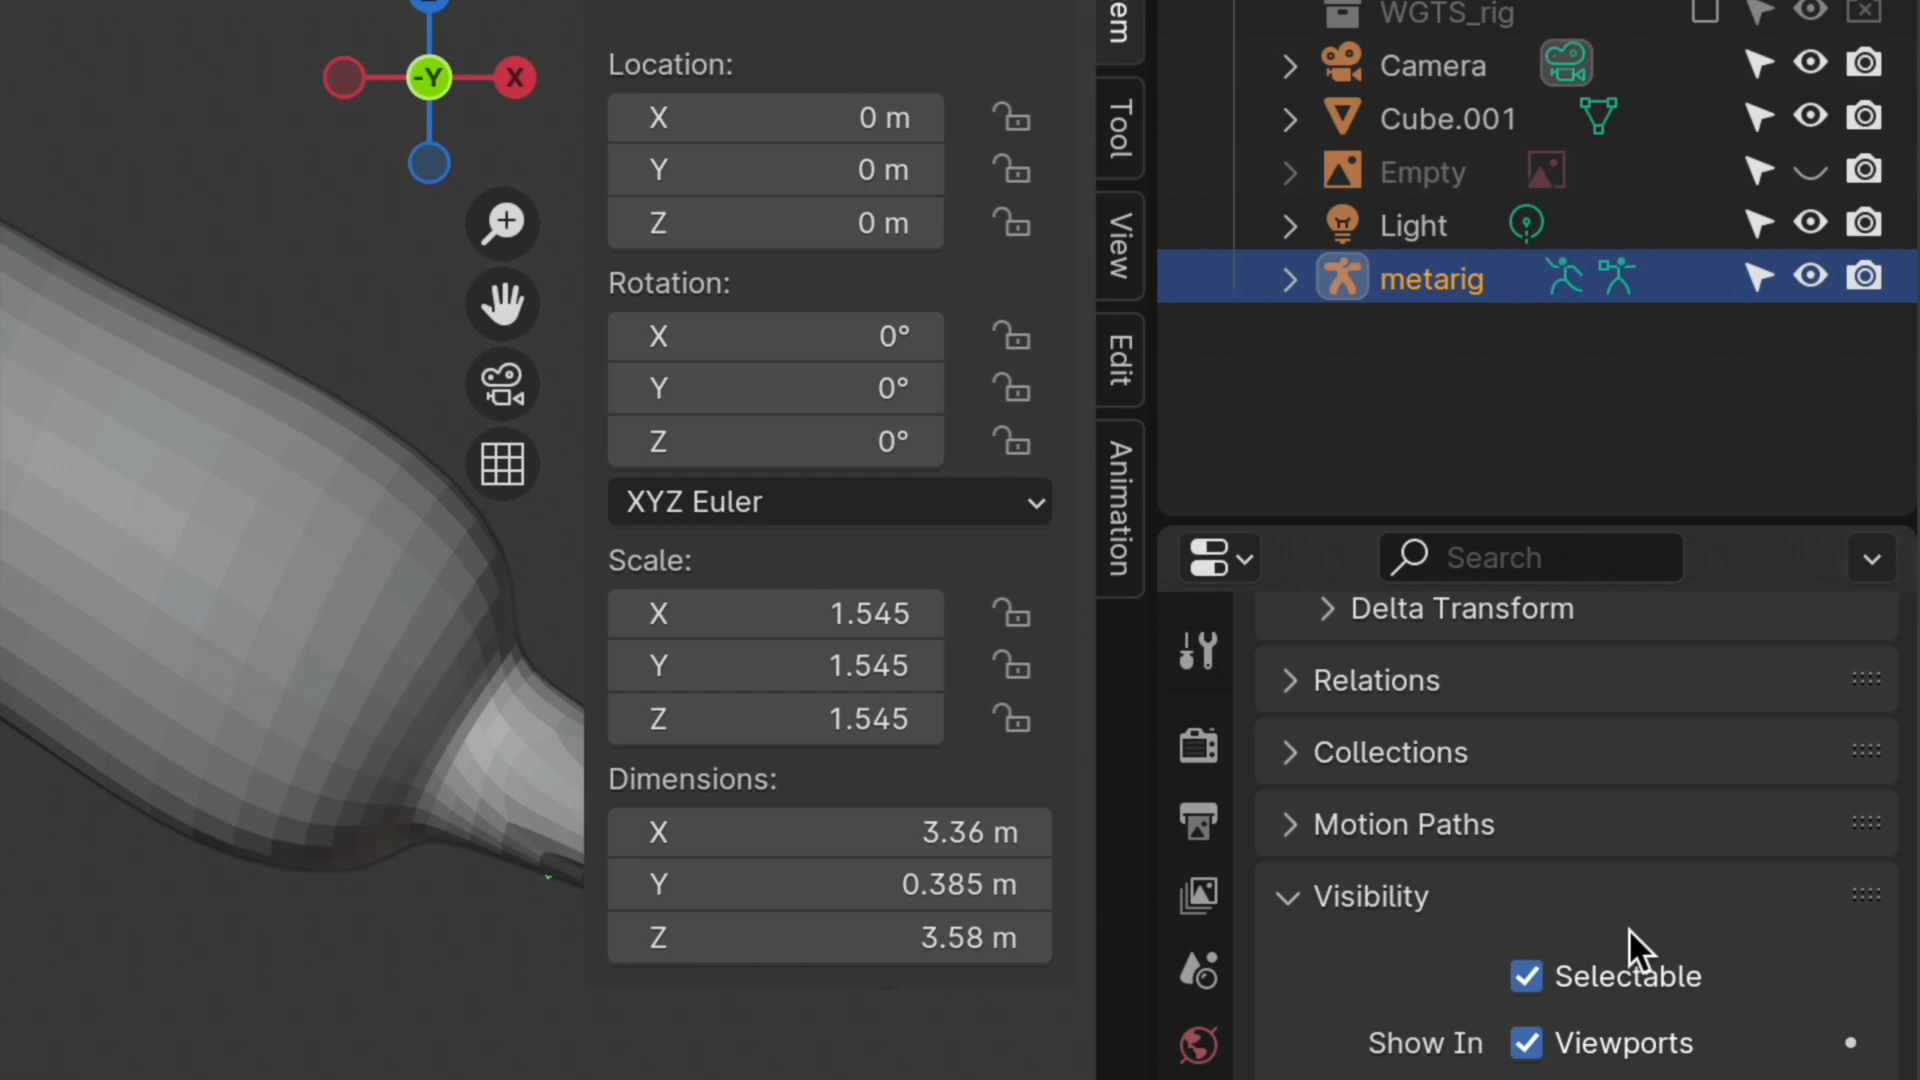 -Y
X
Location:
X 0 m
Y 0 m
Z 0 m
Rotation:
X 0°
Y 0°
Z 0°
XYZ Euler
Scale:
X 1.545
Y 1.545
Z 1.545
Dimensions:
X 3.36 m
Y 0.385 m
Z 3.58 m
em
Tool
View
Edit
Animation
WGTS_rig
Camera
Cube.001
Empty
Light
metarig
Search
Delta Transform
Relations
Collections
Motion Paths
Visibility
Selectable
Show In Viewports